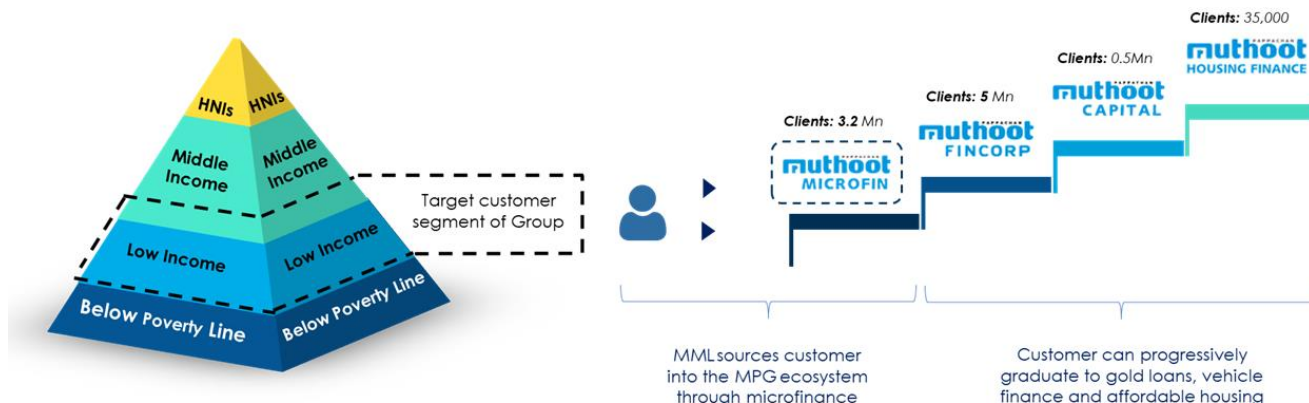 HNIs
HNIs
Middle
Income
Middle
Income
Low Income
Low Income
Below Poverty Line
Below Poverty Line
Target customer
segment of Group
Clients: 3.2 Mn
muthoot
MICROFIN
Clients: 5 Mn
muthoot
FINCORP
Clients: 0.5Mn
muthoot
CAPITAL
Clients: 35,000
muthoot
HOUSING FINANCE
MML sources customer
into the MPG ecosystem
through microfinance
Customer can progressively
graduate to gold loans, vehicle
finance and affordable housing